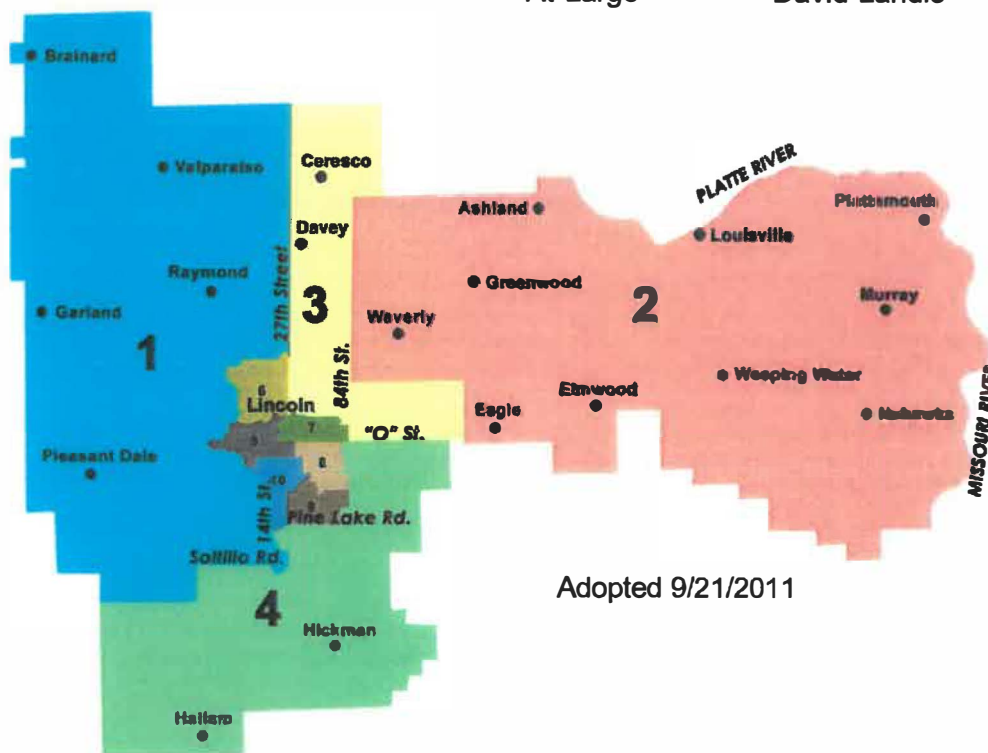 At Large David Landis
Brainard
Valparaiso
Ceresco
PLATTE RIVER
Plattsmouth
Ashland
Louisville
Davey
Raymond
27th Street
3
Greenwood
2
Murray
Garland
Waverly
1
84th St.
Weeping Water
Elmwood
6
Lincoln
Eagle
Nehawka
MISSOURI RIVER
7
"O" St.
5
Pleasant Dale
8
10
14th St.
9
Pine Lake Rd.
Saltillo Rd.
Adopted 9/21/2011
4
Hickman
Hallam